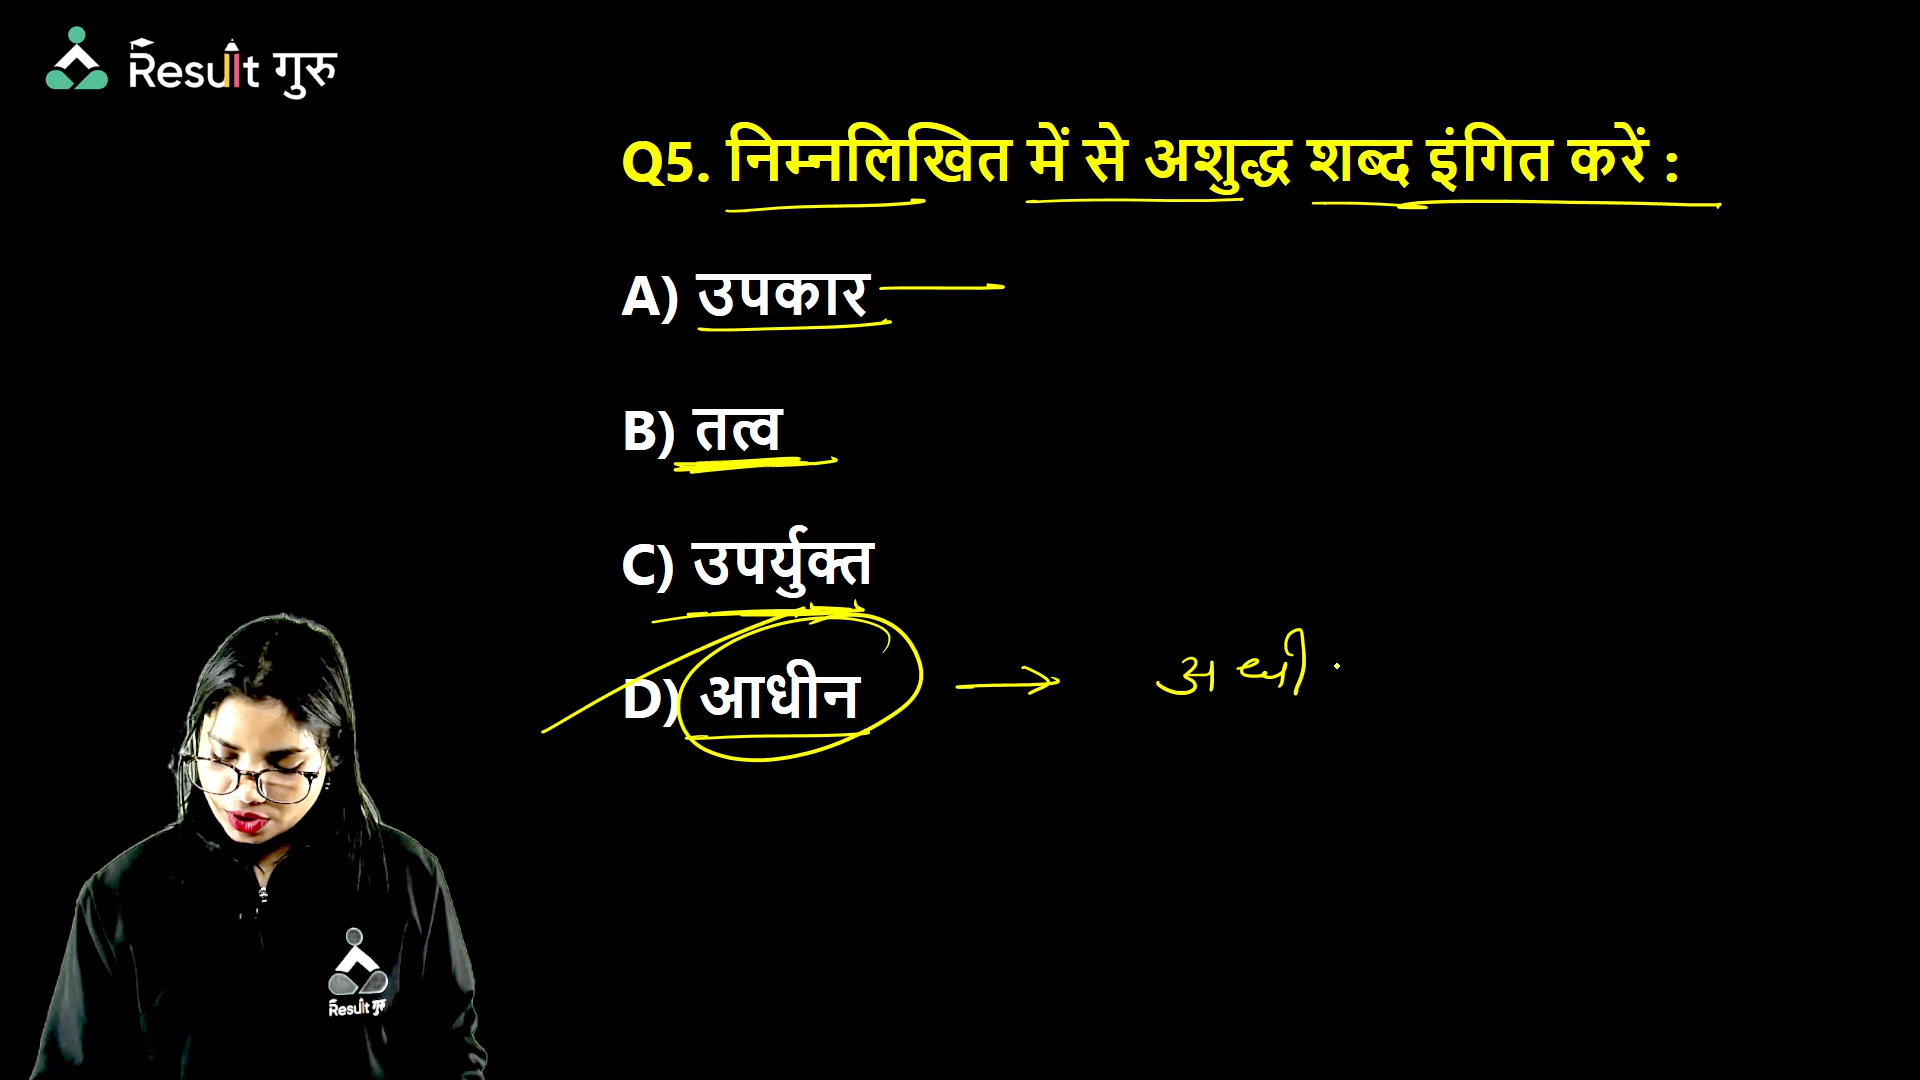 Result गुरु
Q5. निम्नलिखित में से अशुद्ध शब्द इंगित करें :
A) उपकार
B) तत्व
C) उपर्युक्त
D) आधीन → अधी
Result गुरु